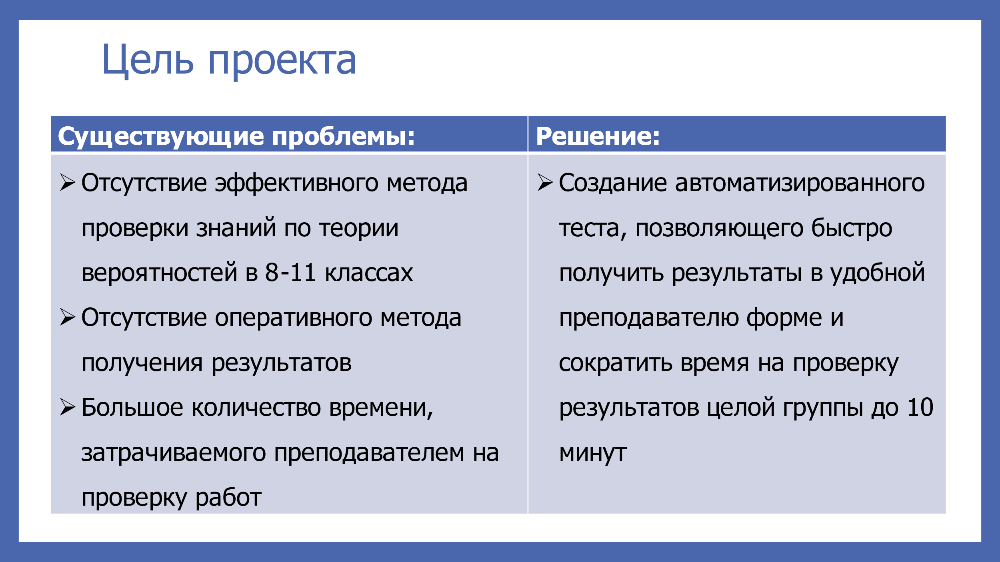 Цель проекта
Существующие проблемы:
Отсутствие эффективного метода
проверки знаний по теории
вероятностей в 8-11 классах
Отсутствие оперативного метода
получения результатов
Большое количество времени,
затрачиваемого преподавателем на
проверку работ
Решение:
Создание автоматизированного
теста, позволяющего быстро
получить результаты в удобной
преподавателю форме и
сократить время на проверку
результатов целой группы до 10
минут